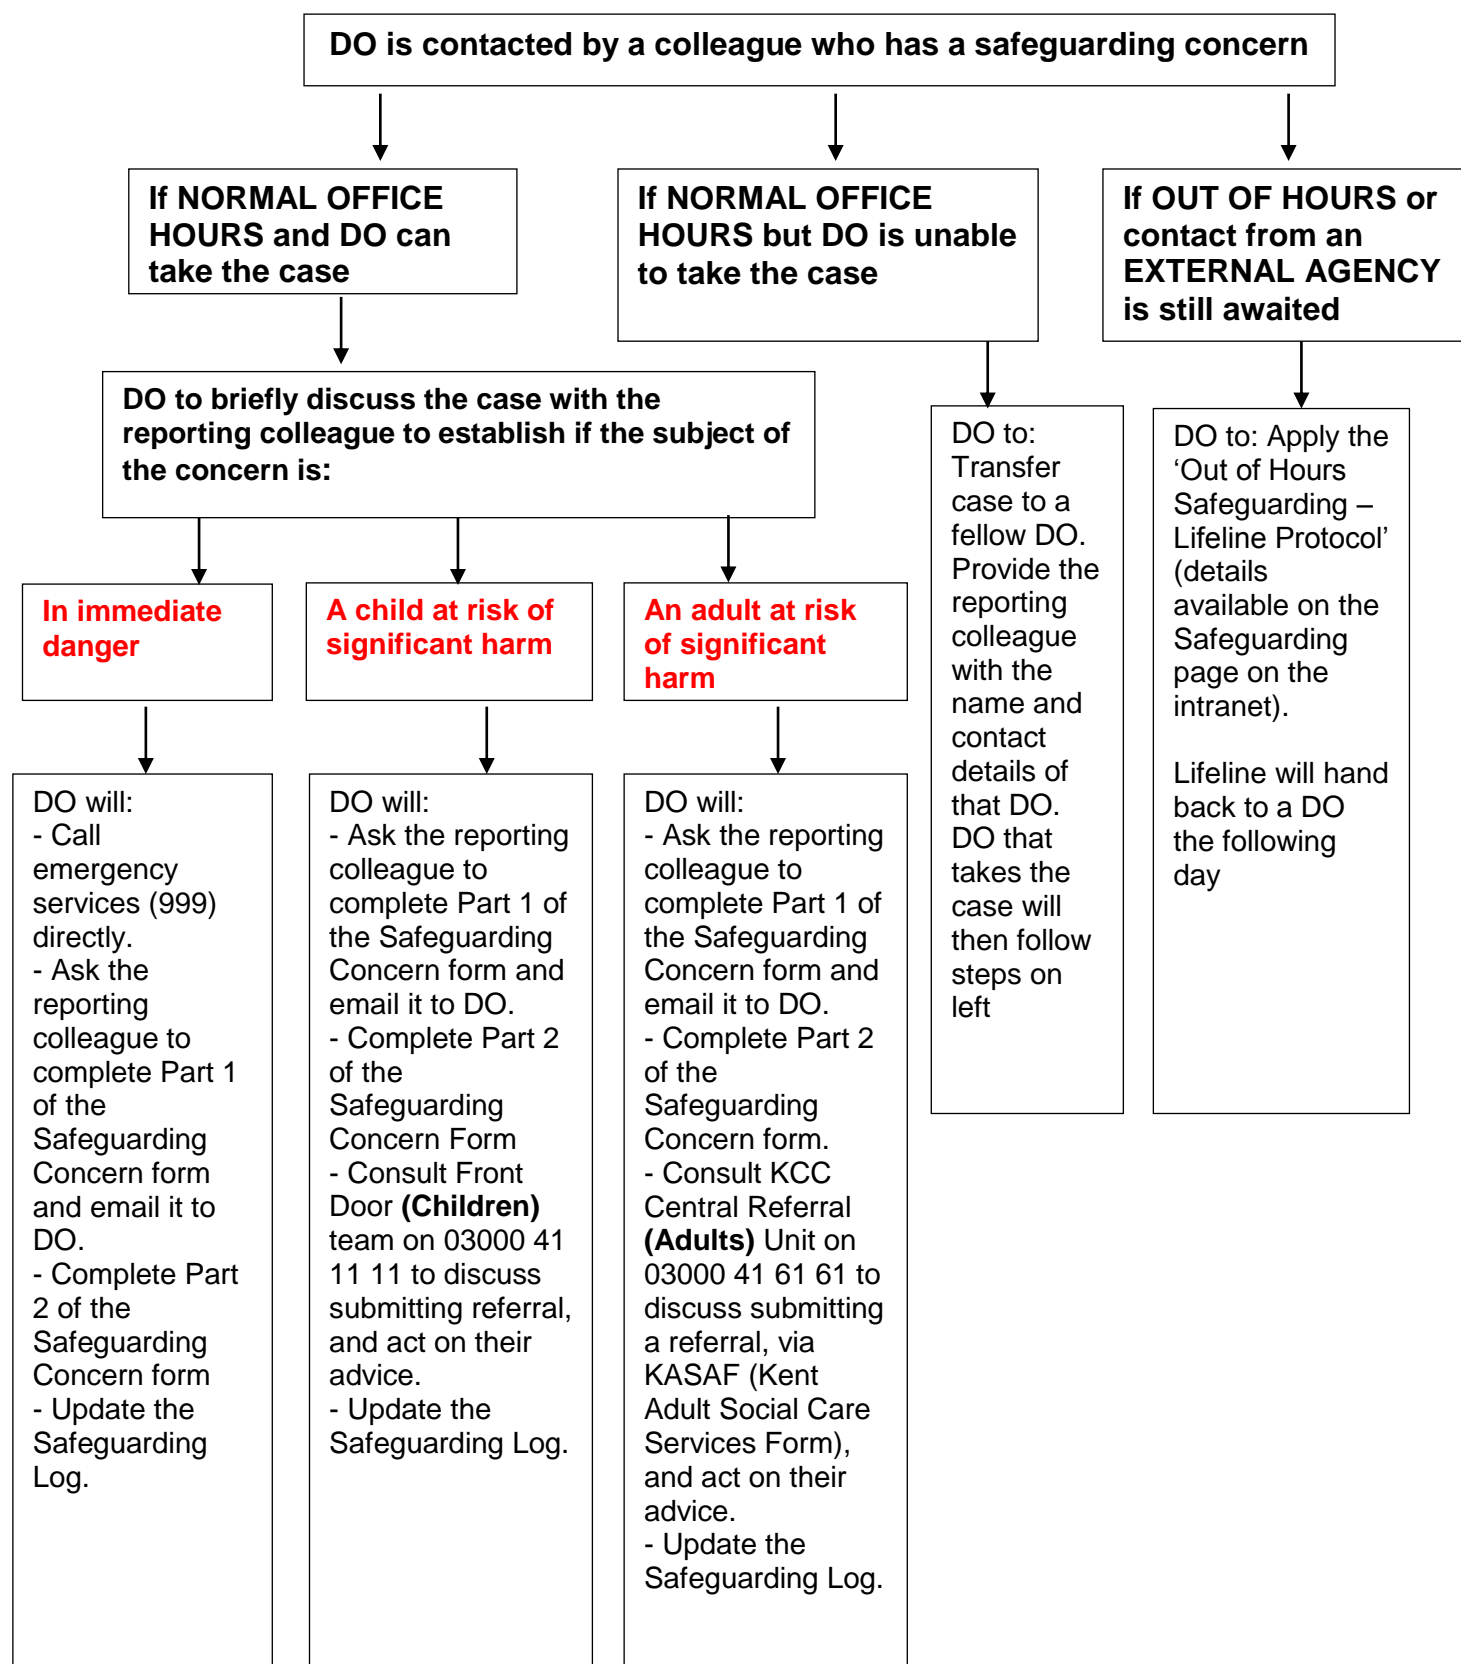 DO is contacted by a colleague who has a safeguarding concern
If NORMAL OFFICE
HOURS and DO can
take the case
If NORMAL OFFICE
HOURS but DO is unable
to take the case
If OUT OF HOURS or
contact from an
EXTERNAL AGENCY
is still awaited
DO to briefly discuss the case with the
reporting colleague to establish if the subject of
the concern is:
In immediate
danger
A child at risk of
significant harm
An adult at risk
of significant
harm
DO will:
- Call
emergency
services (999)
directly.
- Ask the
reporting
colleague to
complete Part 1
of the
Safeguarding
Concern form
and email it to
DO.
- Complete Part
2 of the
Safeguarding
Concern form
- Update the
Safeguarding
Log.
DO will:
- Ask the reporting
colleague to
complete Part 1 of
the Safeguarding
Concern form and
email it to DO.
- Complete Part 2
of the
Safeguarding
Concern Form
- Consult Front
Door (Children)
team on 03000 41
11 11 to discuss
submitting referral,
and act on their
advice.
- Update the
Safeguarding Log.
DO will:
- Ask the reporting
colleague to
complete Part 1 of
the Safeguarding
Concern form and
email it to DO.
- Complete Part 2
of the
Safeguarding
Concern form.
- Consult KCC
Central Referral
(Adults) Unit on
03000 41 61 61 to
discuss submitting
a referral, via
KASAF (Kent
Adult Social Care
Services Form),
and act on their
advice.
- Update the
Safeguarding Log.
DO to:
Transfer
case to a
fellow DO.
Provide the
reporting
colleague
with the
name and
contact
details of
that DO.
DO that
takes the
case will
then follow
steps on
left
DO to: Apply the
‘Out of Hours
Safeguarding –
Lifeline Protocol’
(details
available on the
Safeguarding
page on the
intranet).
Lifeline will hand
back to a DO
the following
day